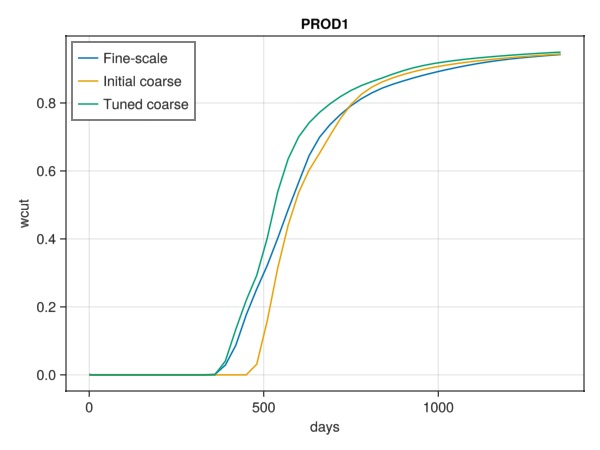 PROD1
Fine-scale
Initial coarse
Tuned coarse
wcut
0.8
0.6
0.4
0.2
0.0
0 500 1000
days